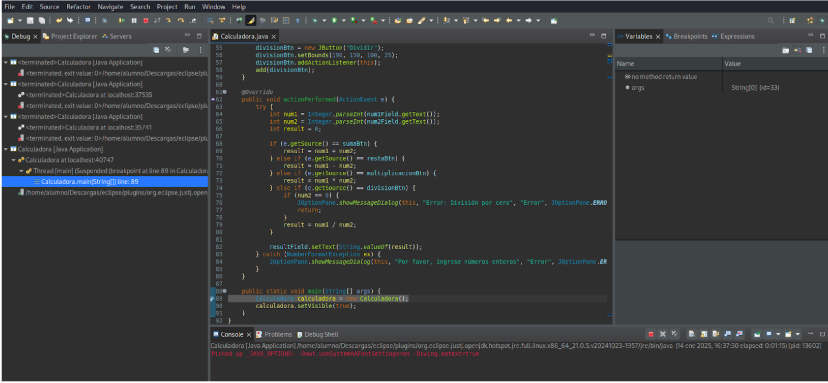 File Edit Source Refactor Navigate Search Project Run Window Help
Debug Project Explorer Servers
<terminated>Calculadora [Java Application]
<terminated, exit value: 0>/home/alumno/Descargas/eclipse/plu
<terminated>Calculadora [Java Application]
<terminated>Calculadora at localhost:37535
<terminated, exit value: 0>/home/alumno/Descargas/eclipse/plu
<terminated>Calculadora [Java Application]
<terminated>Calculadora at localhost:35741
<terminated, exit value: 0>/home/alumno/Descargas/eclipse/plu
Calculadora [Java Application]
Calculadora at localhost:40747
Thread [main] (Suspended (breakpoint at line 89 in Calculador
Calculadora.main(String[]) line: 89
/home/alumno/Descargas/eclipse/plugins/org.eclipse.justj.open
Calculadora.java
55 divisionBtn = new JButton("Dividir");
56 divisionBtn.setBounds(190, 130, 100, 25);
57 divisionBtn.addActionListener(this);
58 add(divisionBtn);
59 }
60
61 @Override
62 public void actionPerformed(ActionEvent e) {
63 try {
64 int num1 = Integer.parseInt(num1Field.getText());
65 int num2 = Integer.parseInt(num2Field.getText());
66 int result = 0;
67
68 if (e.getSource() == sumaBtn) {
69 result = num1 + num2;
70 } else if (e.getSource() == restaBtn) {
71 result = num1 - num2;
72 } else if (e.getSource() == multiplicacionBtn) {
73 result = num1 * num2;
74 } else if (e.getSource() == divisionBtn) {
75 if (num2 == 0) {
76 JOptionPane.showMessageDialog(this, "Error: División por cero", "Error", JOptionPane.ERRO
77 return;
78 }
79 result = num1 / num2;
80 }
81
82 resultField.setText(String.valueOf(result));
83 } catch (NumberFormatException ex) {
84 JOptionPane.showMessageDialog(this, "Por favor, ingrese números enteros", "Error", JOptionPane.ER
85 }
86 }
87
88 public static void main(String[] args) {
89 Calculadora calculadora = new Calculadora();
90 calculadora.setVisible(true);
91 }
92 }
Variables Breakpoints Expressions
Name Value
no method return value
args String[0] (id=33)
Console Problems Debug Shell
Calculadora [Java Application] /home/alumno/Descargas/eclipse/plugins/org.eclipse.justj.openjdk.hotspot.jre.full.linux.x86_64_21.0.5.v20241023-1957/jre/bin/java (14 ene 2025, 16:37:30 elapsed: 0:01:15) [pid: 13602]
Picked up _JAVA_OPTIONS: -Dawt.useSystemAAFontSettings=on -Dswing.aatext=true